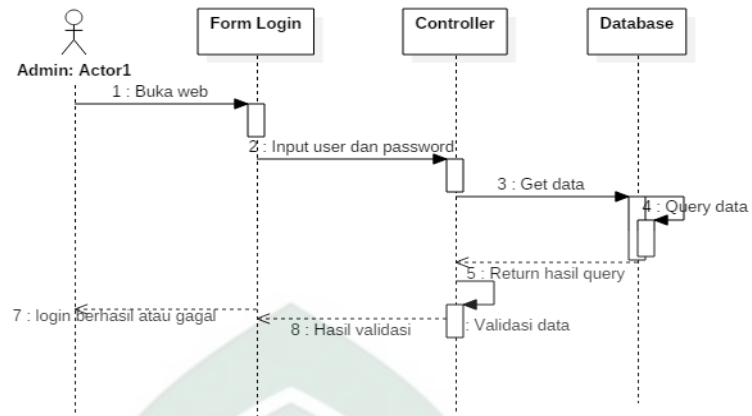 Form Login
Controller
Database
Admin: Actor1
1 : Buka web
2 : Input user dan password
3 : Get data
4 : Query data
5 : Return hasil query
7 : login berhasil atau gagal
8 : Hasil validasi
: Validasi data